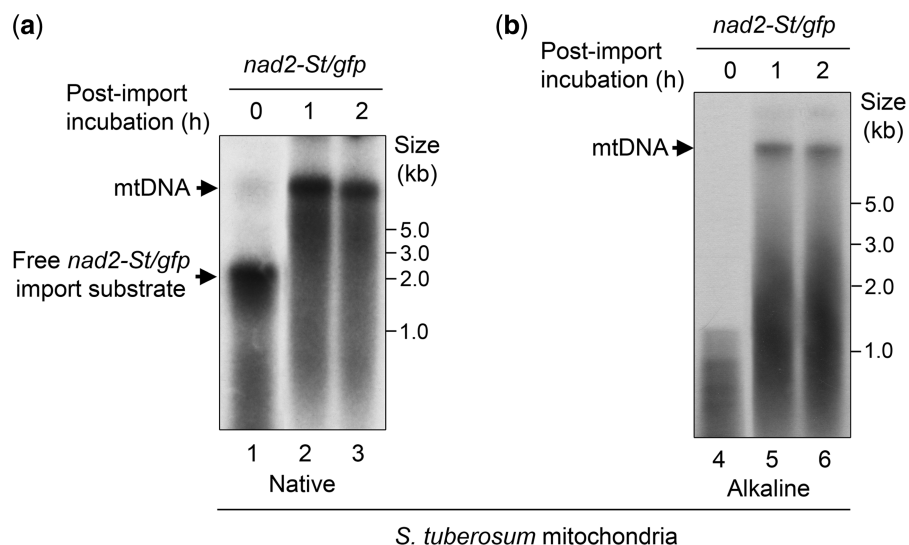 (a)
nad2-St/gfp
Post-import
incubation (h)
0 1 2
Size
(kb)
mtDNA
5.0
3.0
Free nad2-St/gfp
import substrate
2.0
1.0
1 2 3
Native
(b)
nad2-St/gfp
Post-import
incubation (h)
0 1 2
Size
(kb)
mtDNA
5.0
3.0
2.0
1.0
4 5 6
Alkaline
S. tuberosum mitochondria